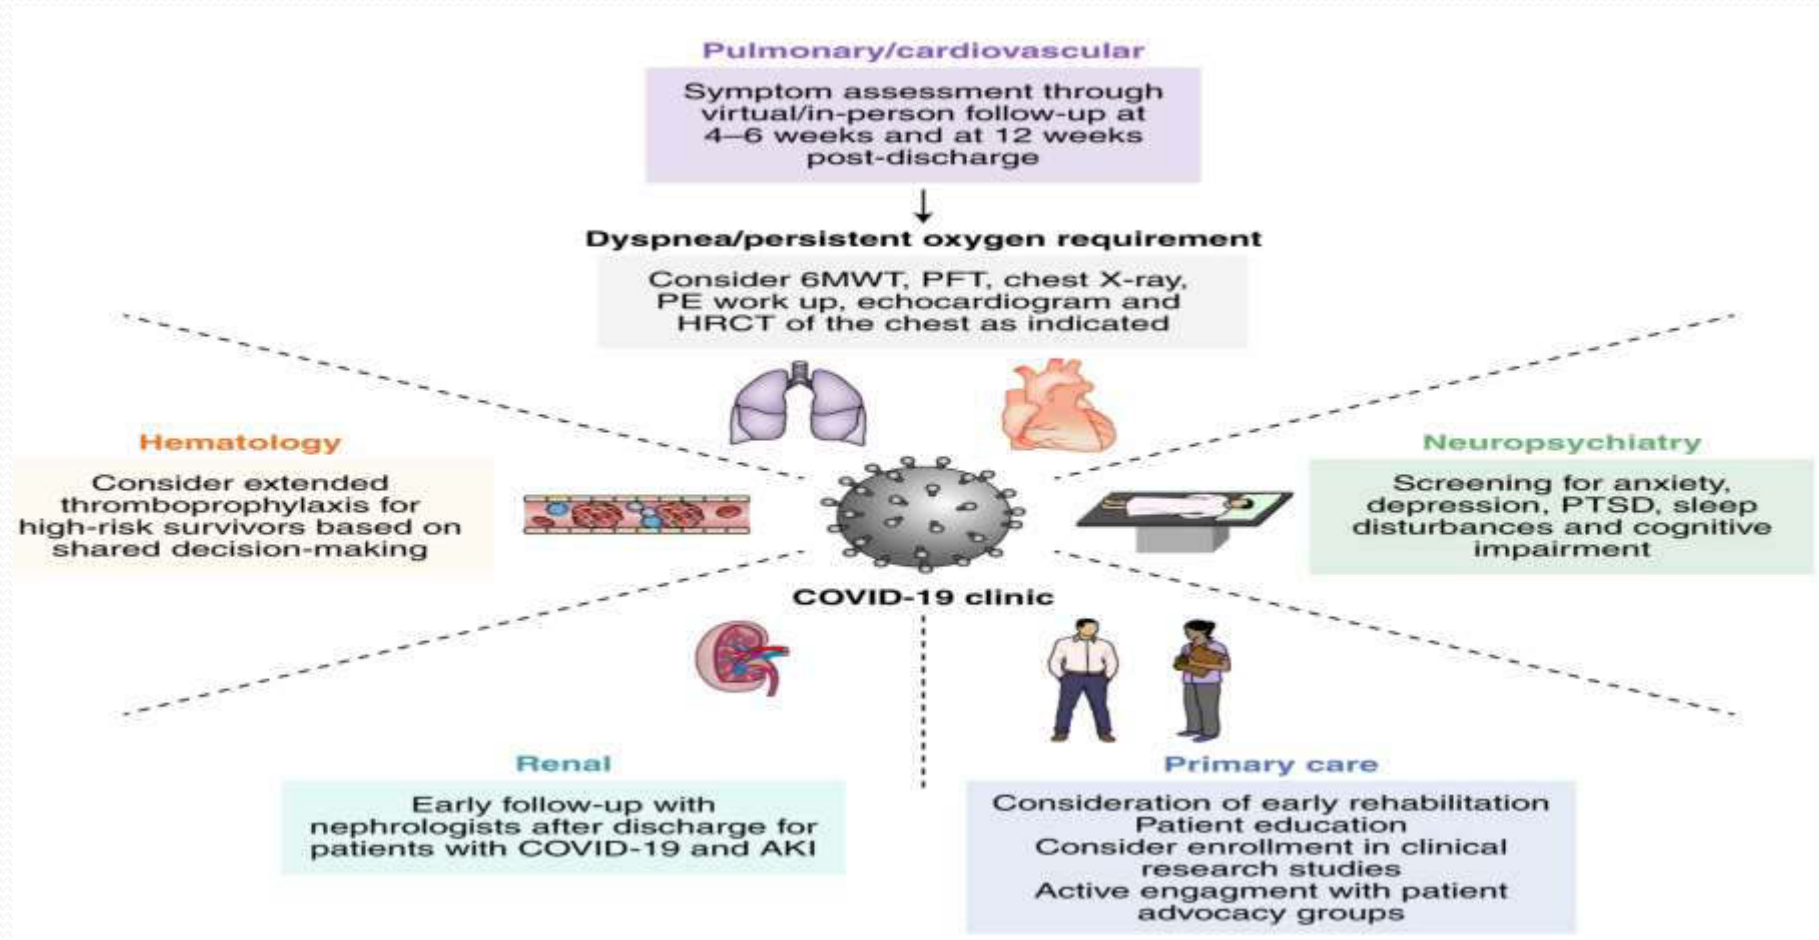 Pulmonary/cardiovascular
Symptom assessment through
virtual/in-person follow-up at
4–6 weeks and at 12 weeks
post-discharge
Dyspnea/persistent oxygen requirement
Consider 6MWT, PFT, chest X-ray,
PE work up, echocardiogram and
HRCT of the chest as indicated
Hematology
Consider extended
thromboprophylaxis for
high-risk survivors based on
shared decision-making
Neuropsychiatry
Screening for anxiety,
depression, PTSD, sleep
disturbances and cognitive
impairment
COVID-19 clinic
Renal
Early follow-up with
nephrologists after discharge for
patients with COVID-19 and AKI
Primary care
Consideration of early rehabilitation
Patient education
Consider enrollment in clinical
research studies
Active engagment with patient
advocacy groups